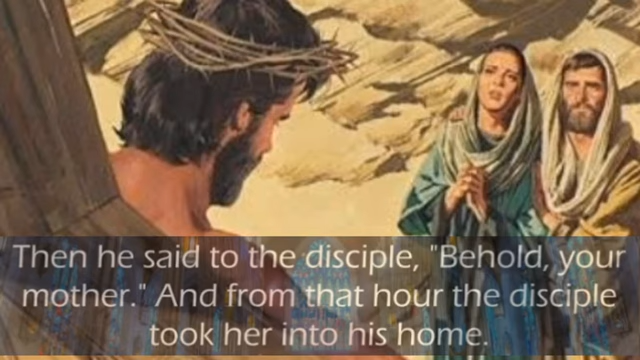 Then he said to the disciple, "Behold, your
mother." And from that hour the disciple
took her into his home.